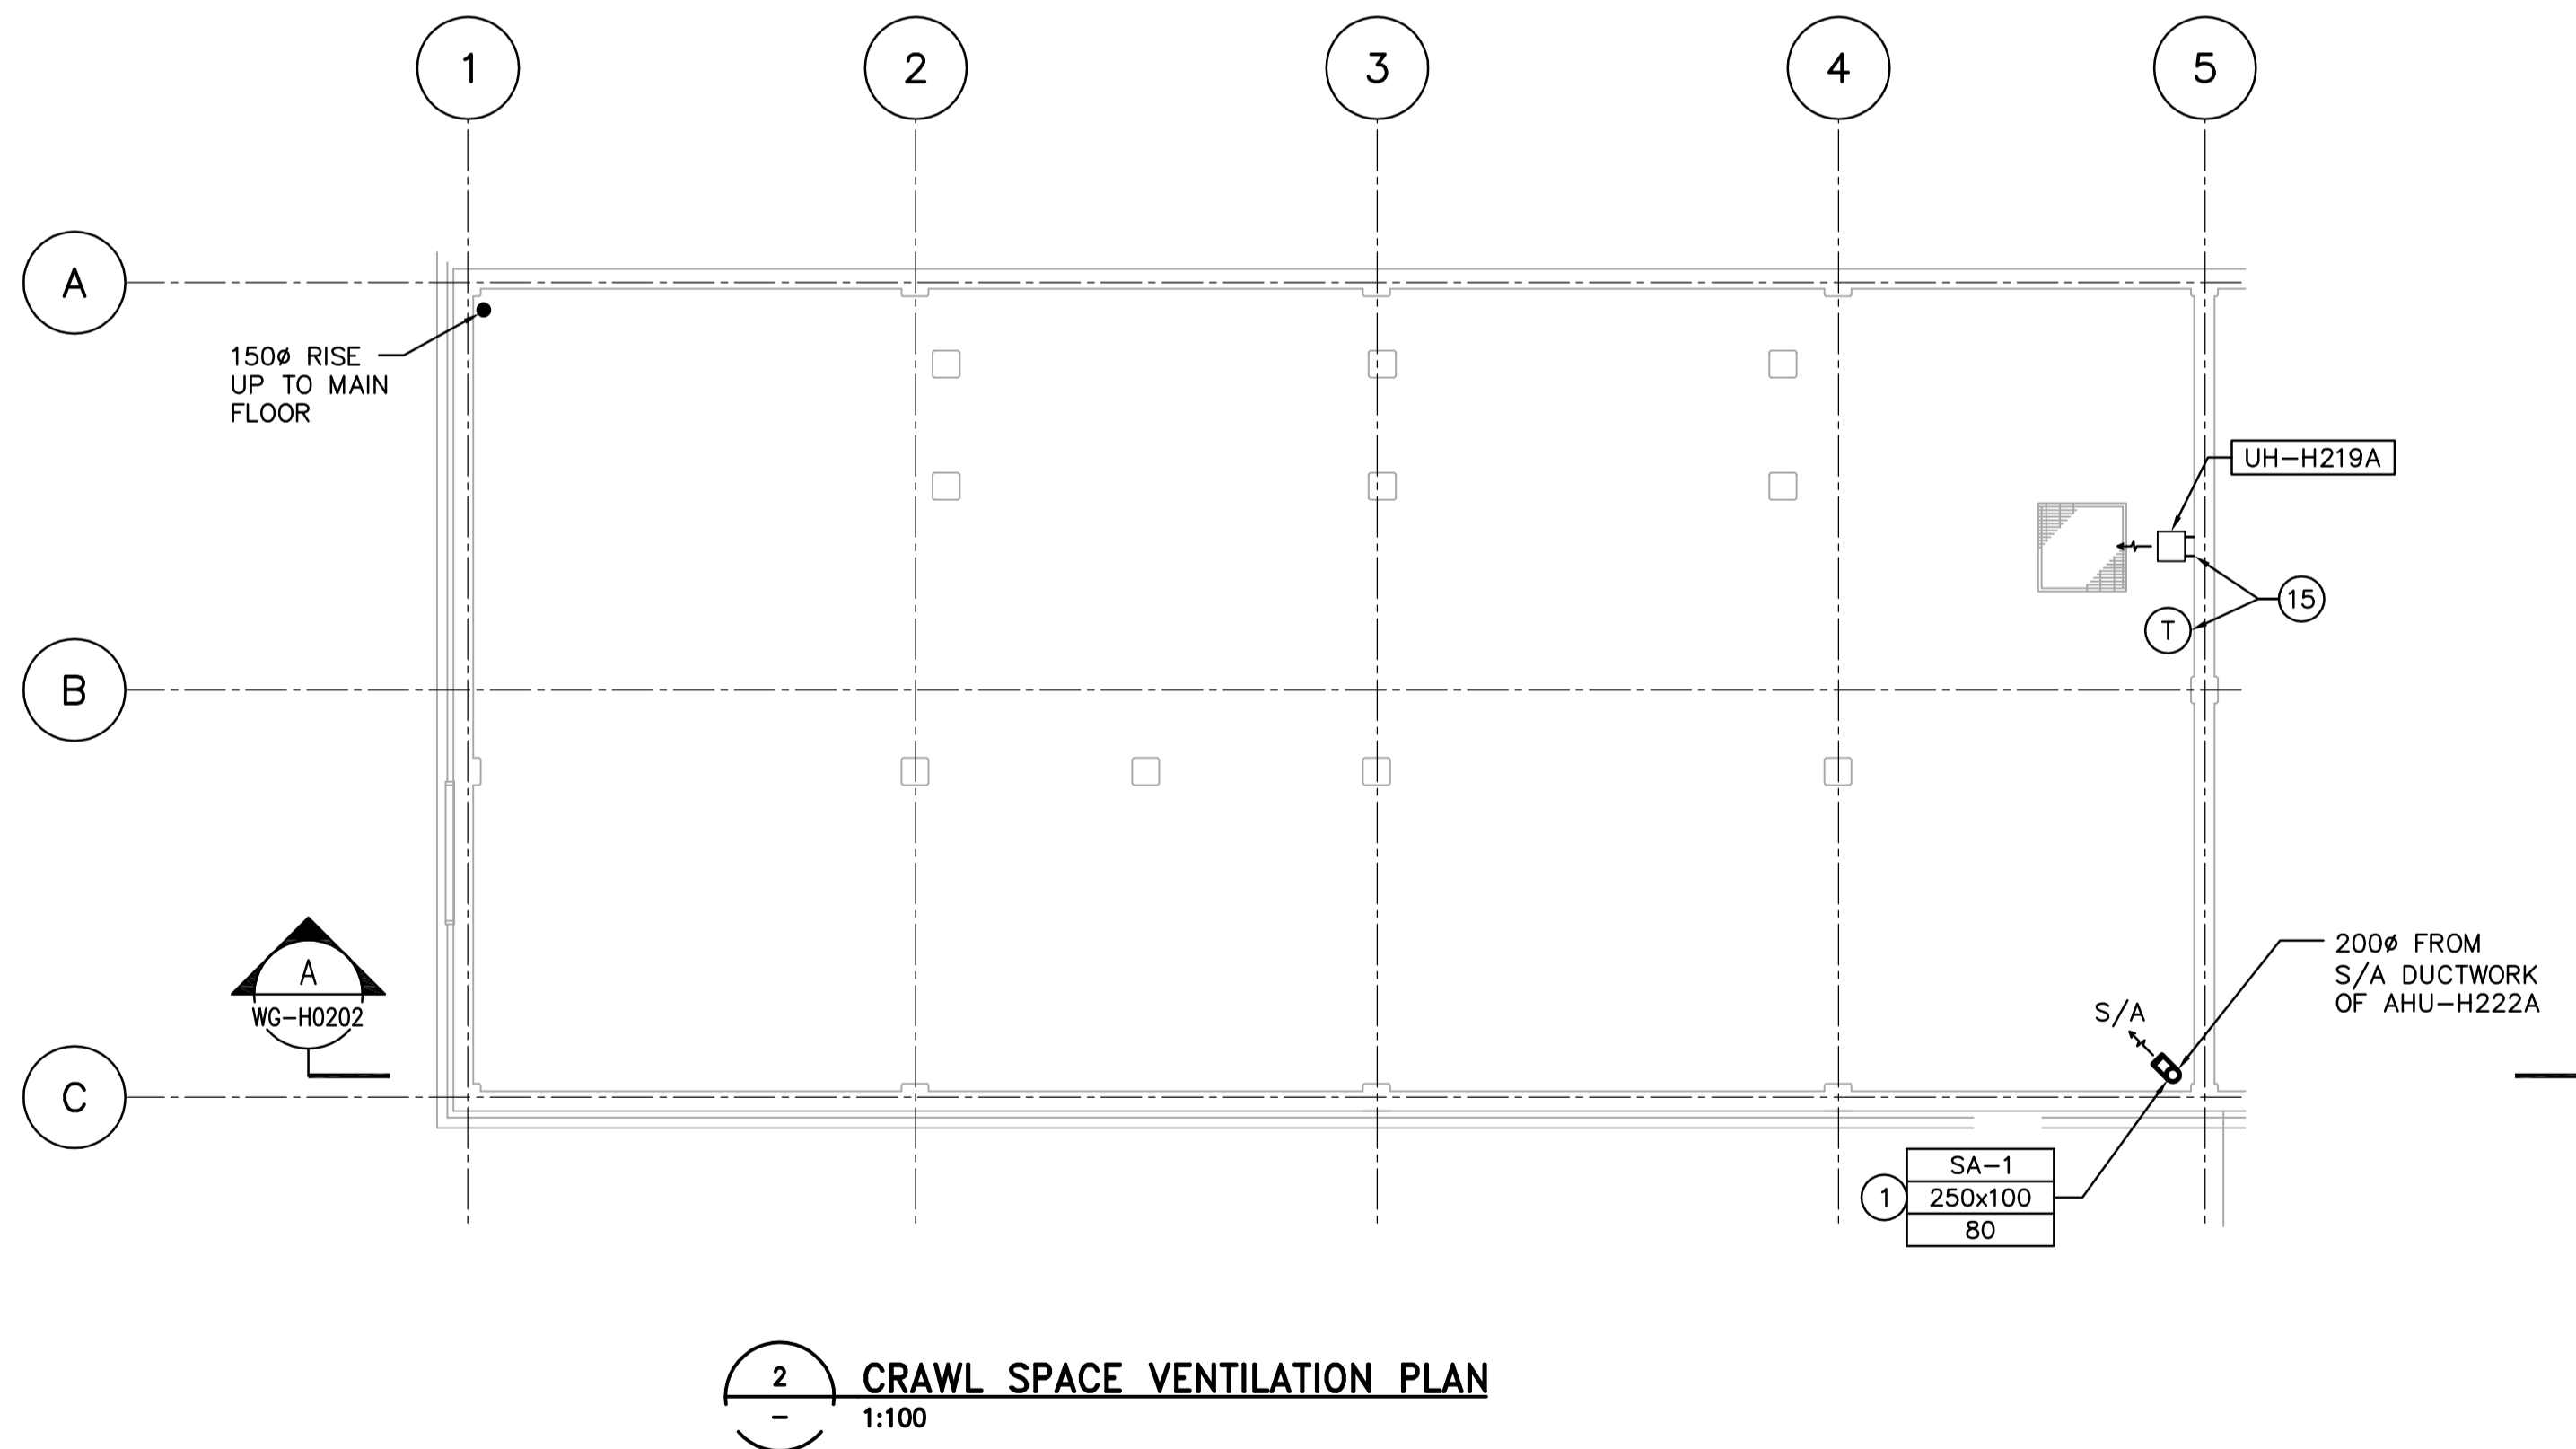 1
2
3
4
5
A
150ø RISE
UP TO MAIN
FLOOR
UH-H219A
15
T
B
A
WG-H0202
200ø FROM
S/A DUCTWORK
OF AHU-H222A
S/A
C
SA-1
1
250x100
80
2
-
CRAWL SPACE VENTILATION PLAN
1:100